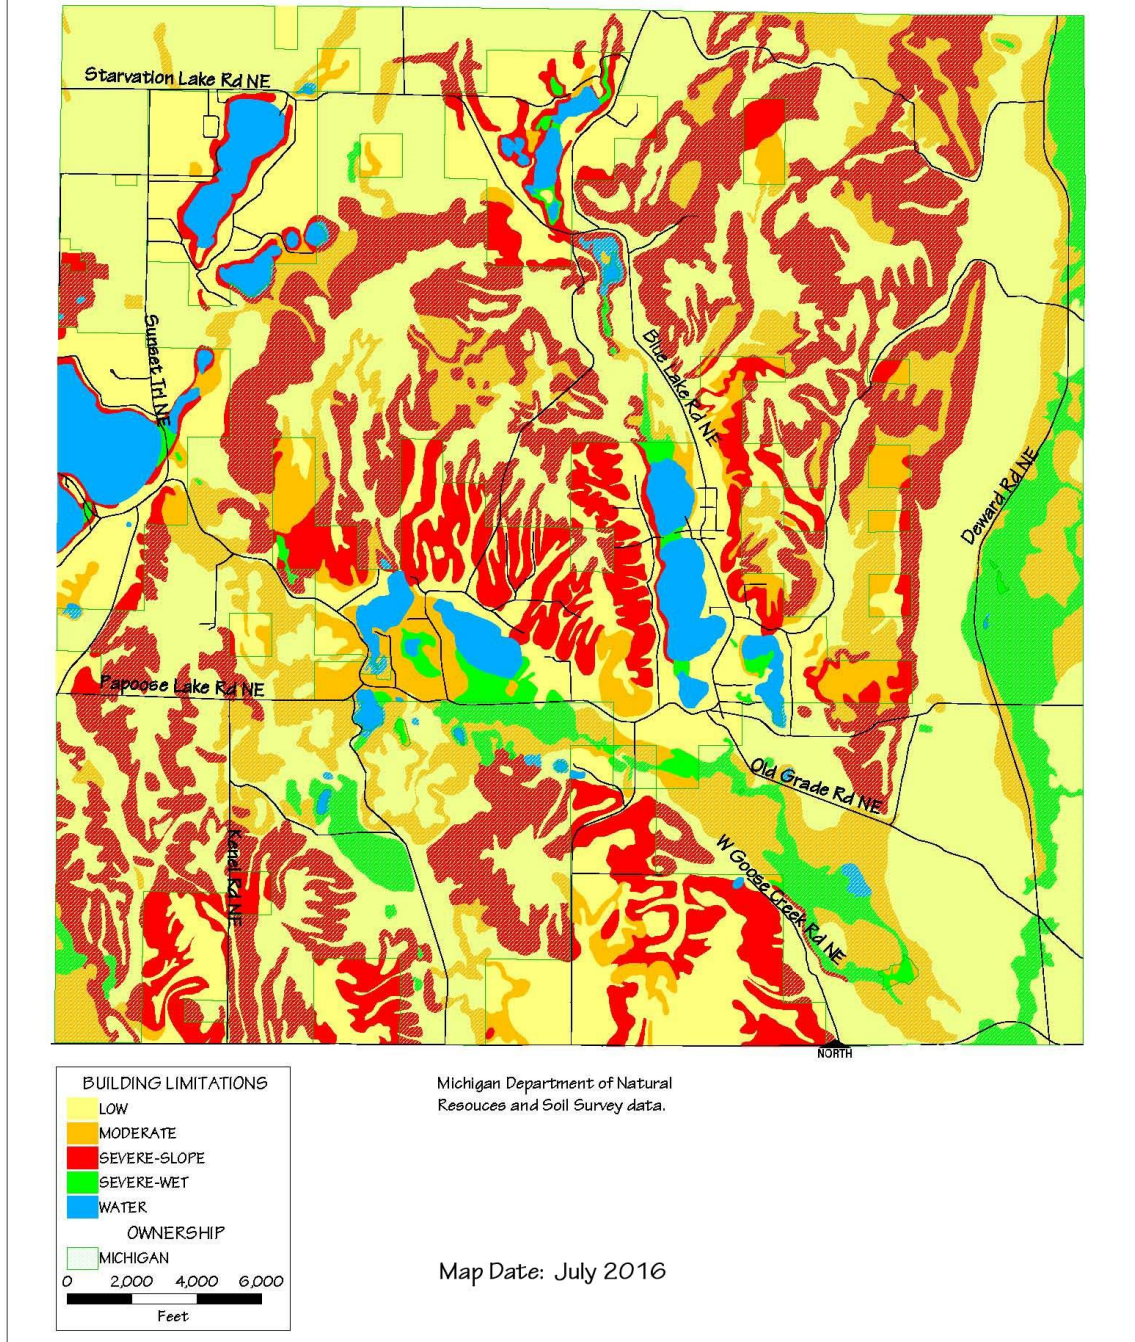 Starvation Lake Rd NE
Sunset Trl NE
Blue Lake Rd NE
Deward Rd NE
Papoose Lake Rd NE
Old Grade Rd NE
W Goose Creek Rd NE
NORTH
BUILDING LIMITATIONS
LOW
MODERATE
SEVERE-SLOPE
SEVERE-WET
WATER
OWNERSHIP
MICHIGAN
0 2,000 4,000 6,000
Feet
Michigan Department of Natural
Resouces and Soil Survey data.
Map Date: July 2016